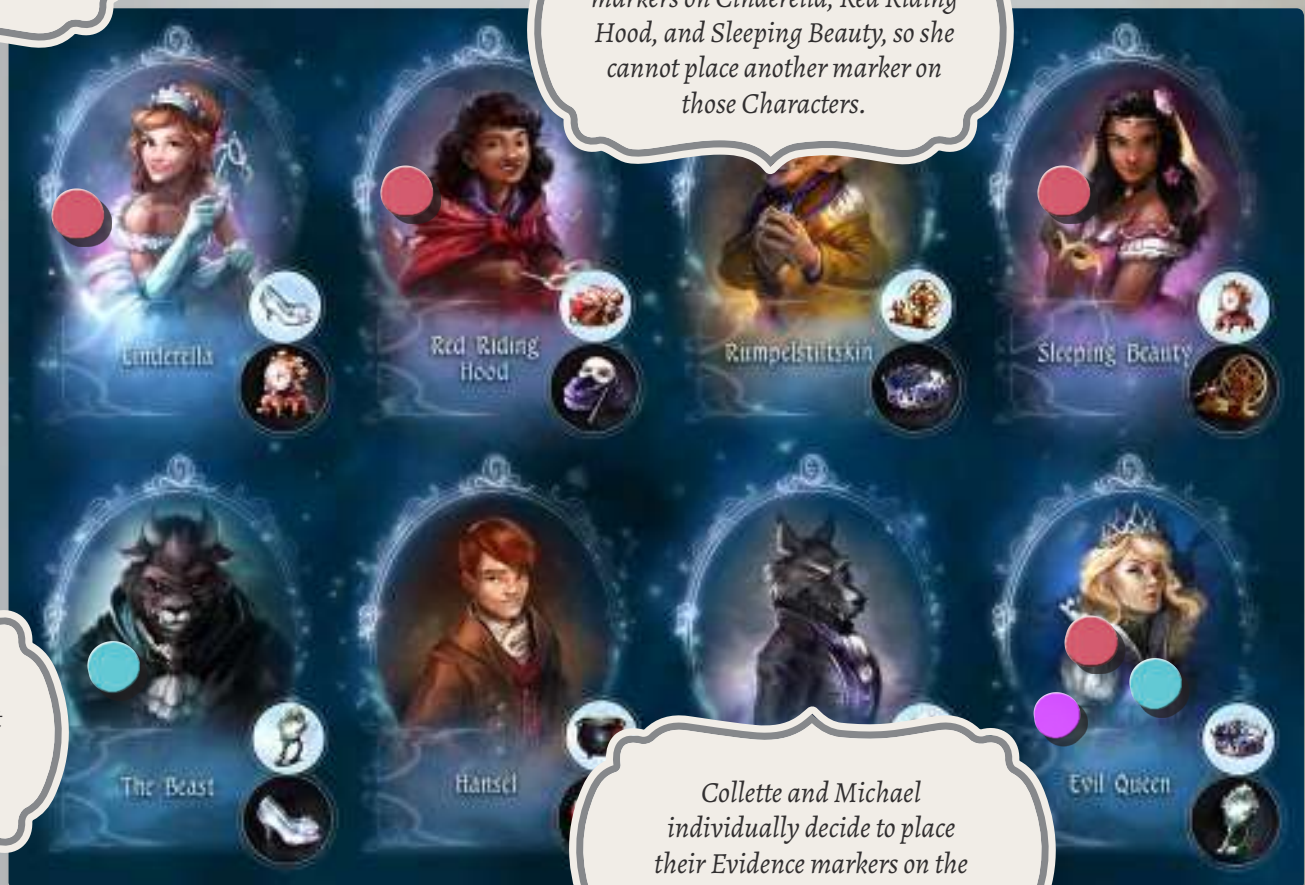 markers on Cinderella, Red Riding
Hood, and Sleeping Beauty, so she
cannot place another marker on
those Characters.
Cinderella
Red Riding
Hood
Rumpelstiltskin
Sleeping Beauty
The Beast
Hansel
Evil Queen
Collette and Michael
individually decide to place
their Evidence markers on the